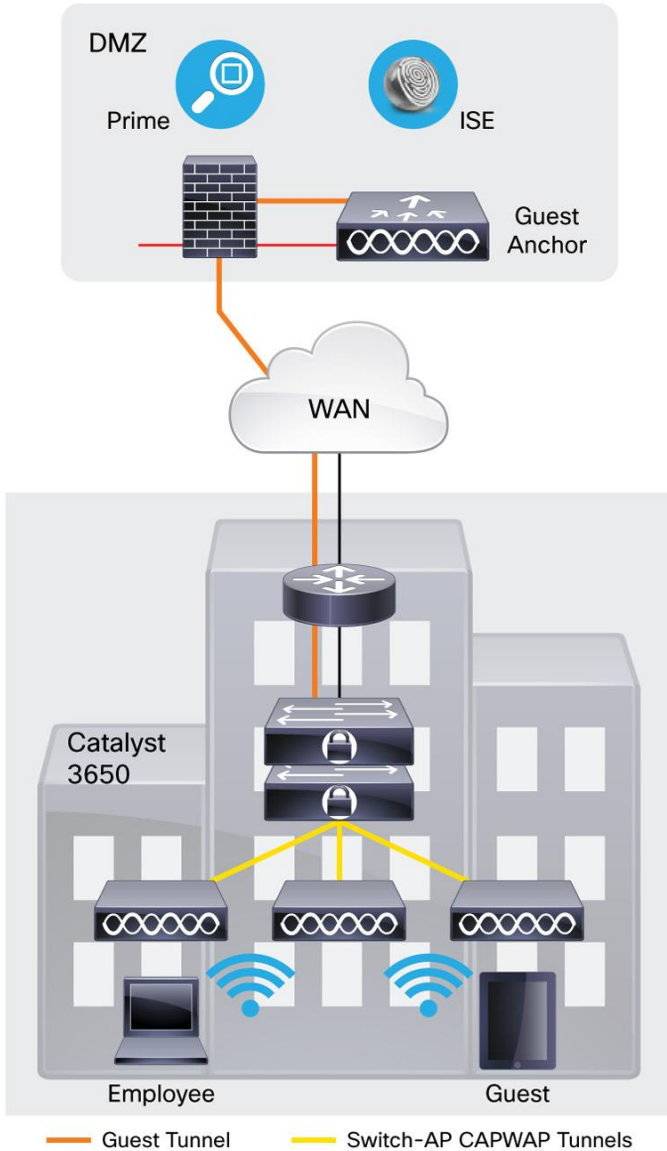 DMZ
Prime
ISE
Guest
Anchor
WAN
Catalyst
3650
Employee
Guest
Guest Tunnel
Switch-AP CAPWAP Tunnels